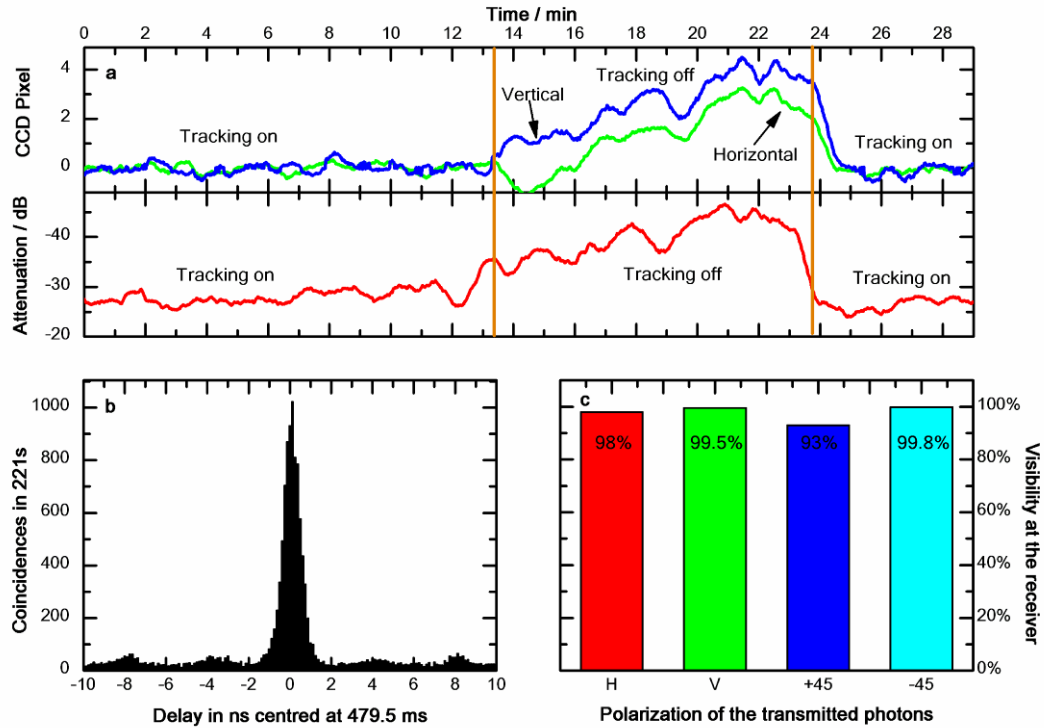 Time / min
0 2 4 6 8 10 12 14 16 18 20 22 24 26 28
a
CCD Pixel
4
2
0
Tracking on
Vertical
Tracking off
Horizontal
Tracking on
Attenuation / dB
-40
-30
-20
Tracking on
Tracking off
Tracking on
b
Coincidences in 221s
1000
800
600
400
200
0
-10 -8 -6 -4 -2 0 2 4 6 8 10
Delay in ns centred at 479.5 ms
c
98% 99.5% 93% 99.8%
100%
80%
60%
40%
20%
0%
Visibility at the receiver
H V +45 -45
Polarization of the transmitted photons